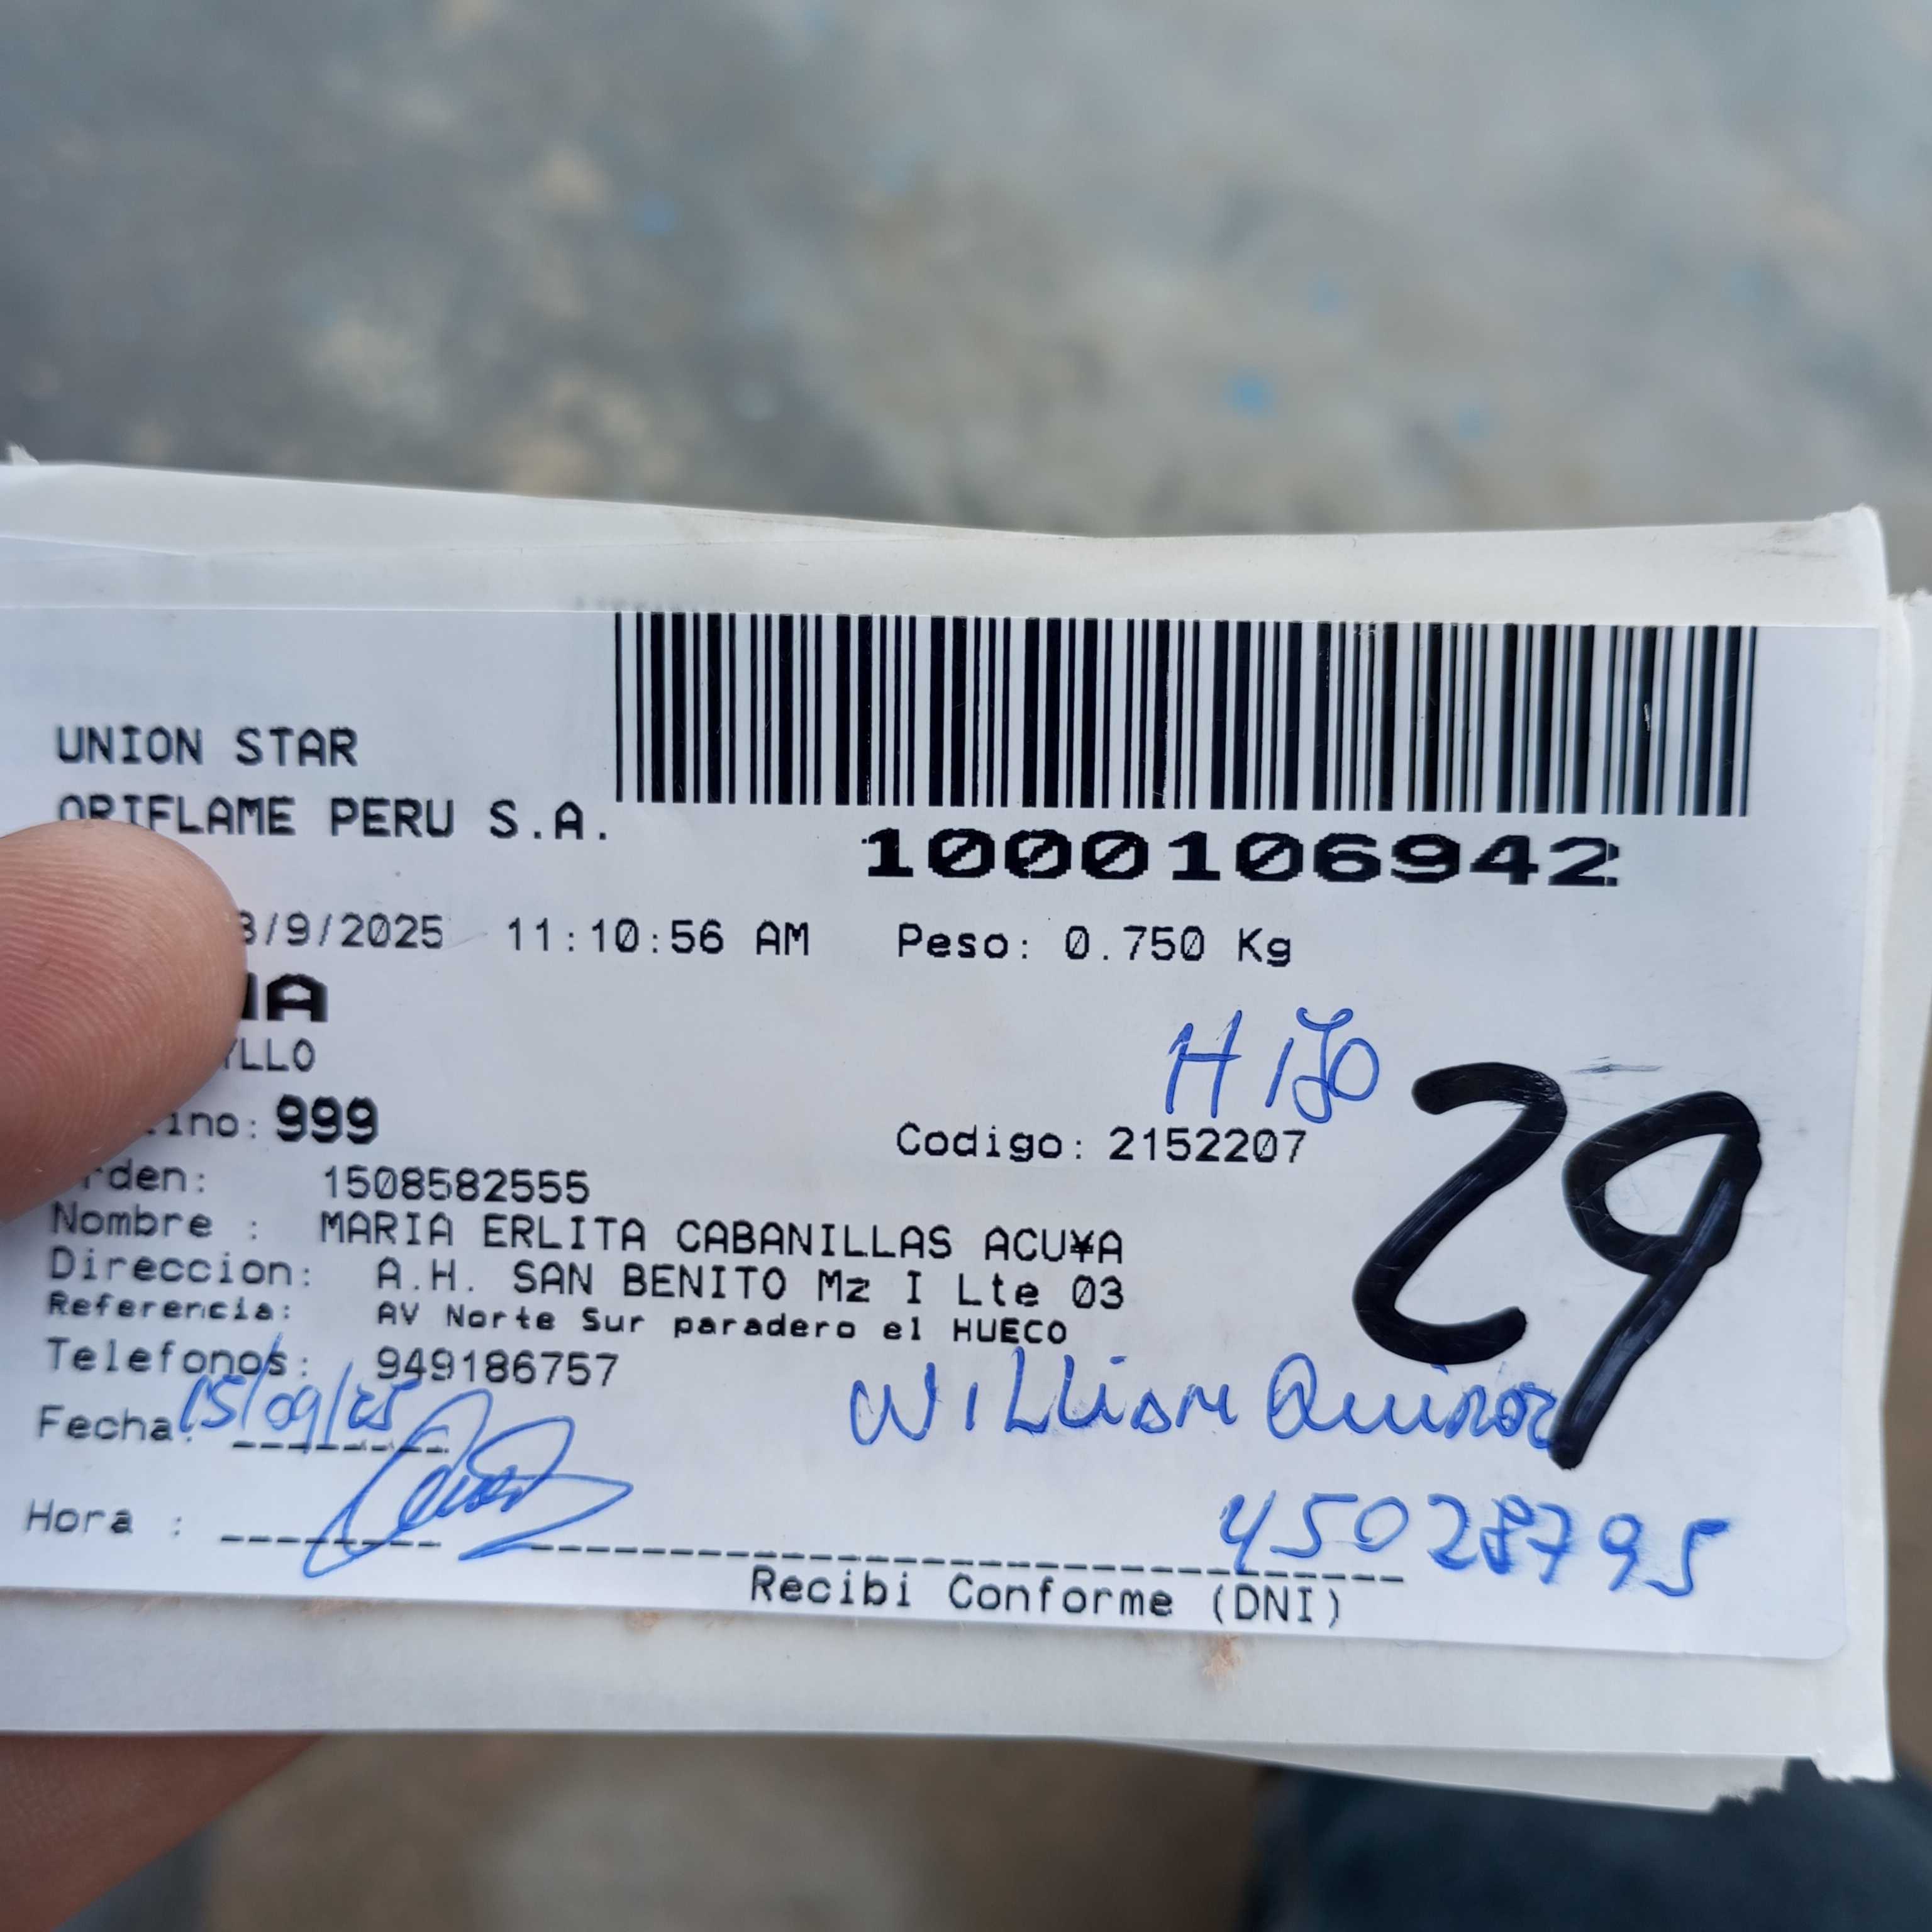 UNION STAR
ORIFLAME PERU S.A.
1000106942
/9/2025 11:10:56 AM Peso: 0.750 Kg
HIJO
29
999
Codigo: 2152207
rden: 1508582555
Nombre : MARIA ERLITA CABANILLAS ACU¥A
Direccion: A.H. SAN BENITO Mz I Lte 03
Referencia: AV Norte Sur paradero el HUECO
Telefonos: 949186757
Fecha: 15/09/25
William
45028795
Hora :
Recibi Conforme (DNI)